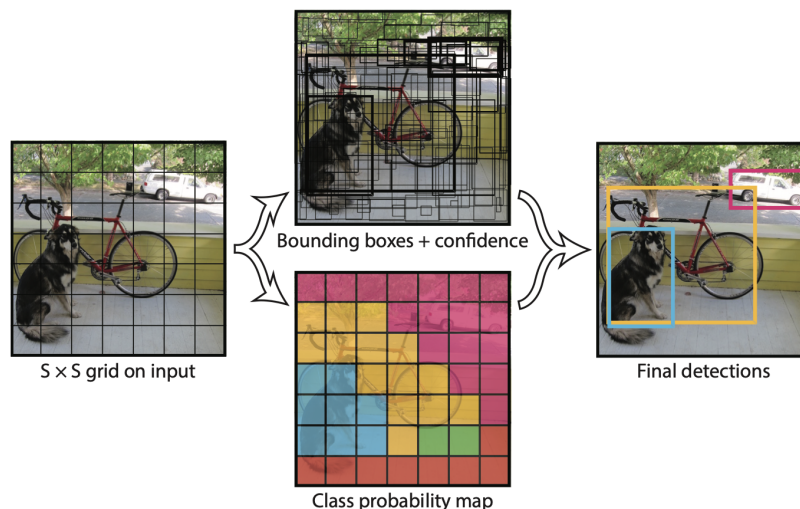 S × S grid on input
Bounding boxes + confidence
Class probability map
Final detections